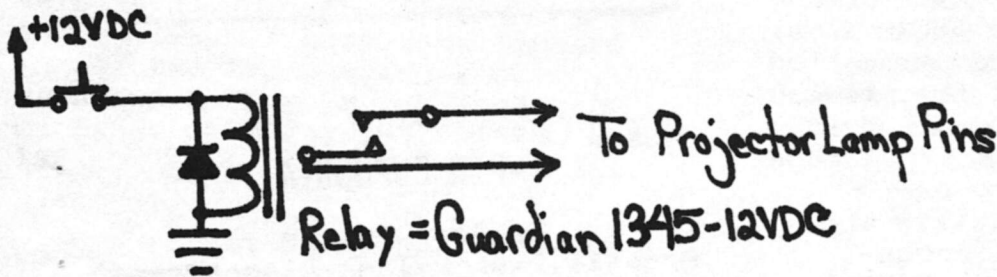 +12VDC
To Projector Lamp Pins
Relay = Guardian 1345-12VDC